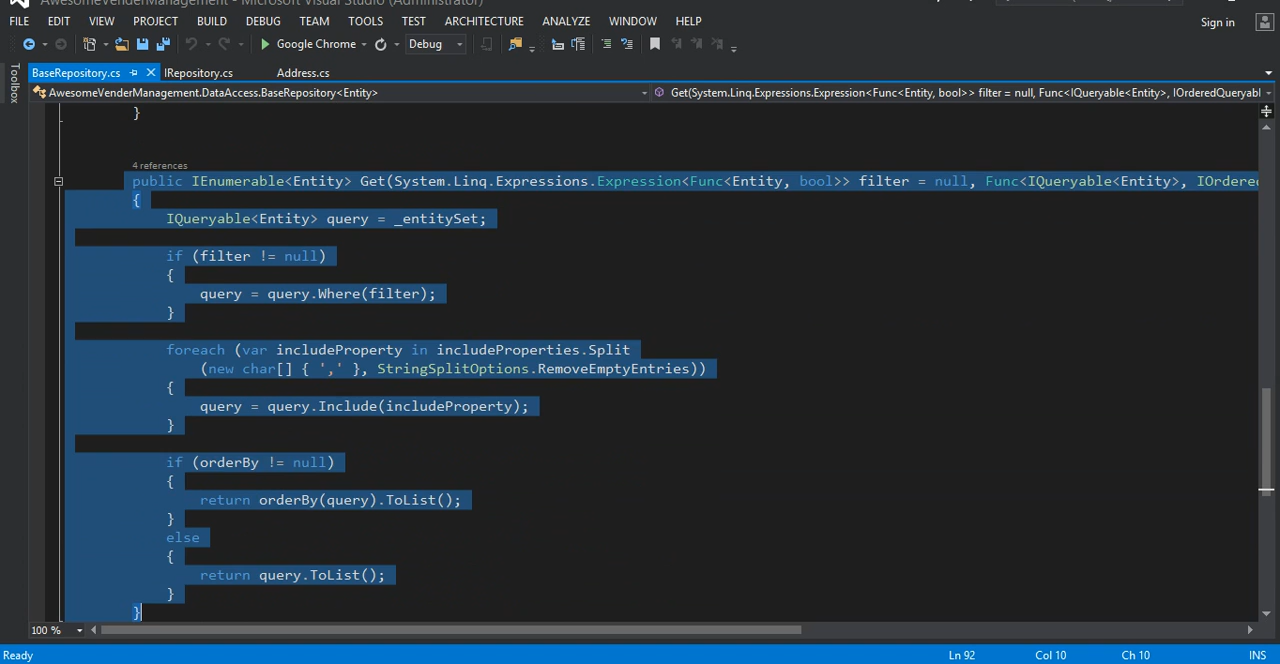 AwesomeVenderManagement - Microsoft Visual Studio (Administrator)
FILE EDIT VIEW PROJECT BUILD DEBUG TEAM TOOLS TEST ARCHITECTURE ANALYZE WINDOW HELP
Sign in
Google Chrome Debug
Toolbox
BaseRepository.cs IRepository.cs Address.cs
AwesomeVenderManagement.DataAccess.BaseRepository<Entity> Get(System.Linq.Expressions.Expression<Func<Entity, bool>> filter = null, Func<IQueryable<Entity>, IOrderedQueryabl
}
4 references
public IEnumerable<Entity> Get(System.Linq.Expressions.Expression<Func<Entity, bool>> filter = null, Func<IQueryable<Entity>, IOrdere
{
IQueryable<Entity> query = _entitySet;
if (filter != null)
{
query = query.Where(filter);
}
foreach (var includeProperty in includeProperties.Split
(new char[] { ',' }, StringSplitOptions.RemoveEmptyEntries))
{
query = query.Include(includeProperty);
}
if (orderBy != null)
{
return orderBy(query).ToList();
}
else
{
return query.ToList();
}
}
100 %
Ready Ln 92 Col 10 Ch 10 INS